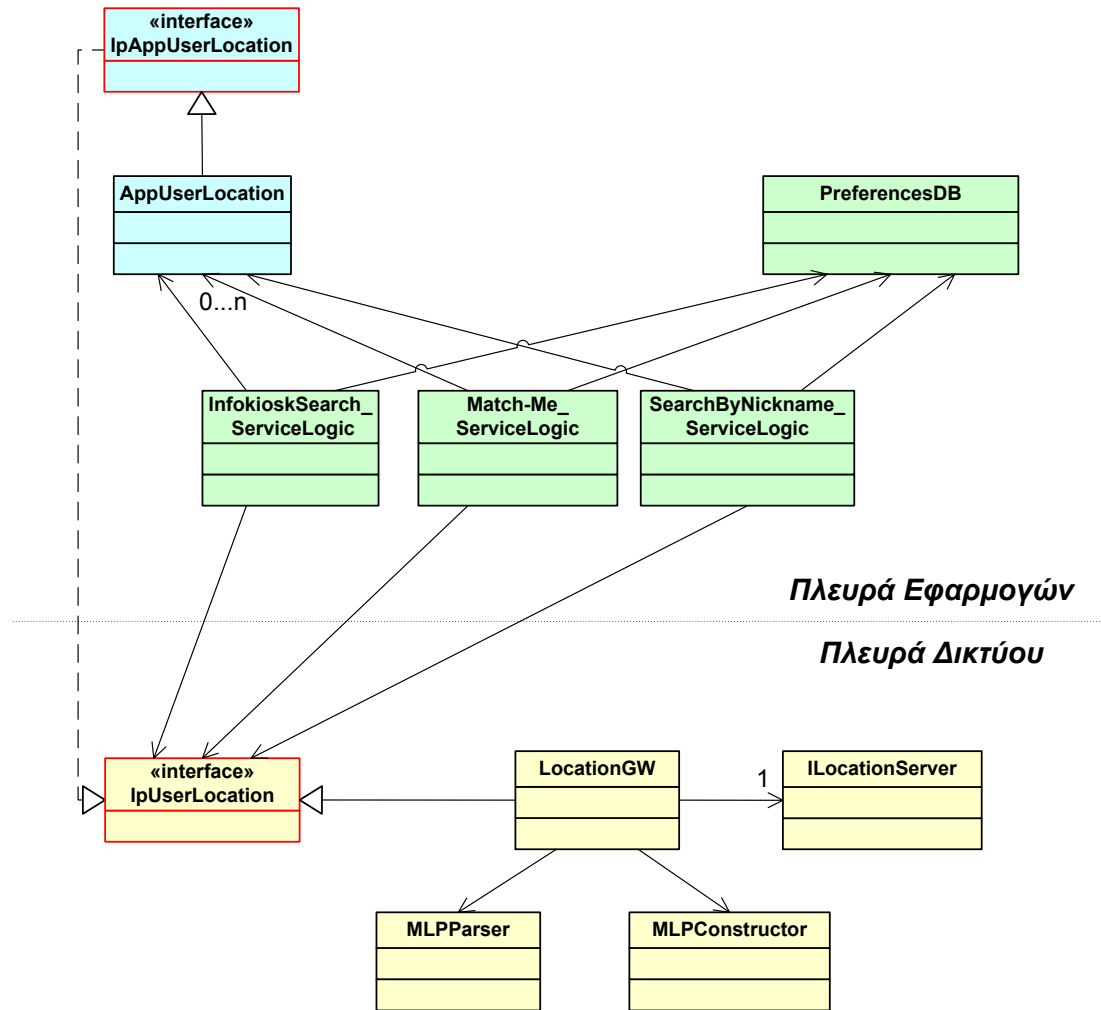 «interface»
IpAppUserLocation
AppUserLocation
PreferencesDB
0...n
InfokioskSearch_
ServiceLogic
Match-Me_
ServiceLogic
SearchByNickname_
ServiceLogic
Πλευρά Εφαρμογών
Πλευρά Δικτύου
«interface»
IpUserLocation
LocationGW
1
ILocationServer
MLPParser
MLPConstructor